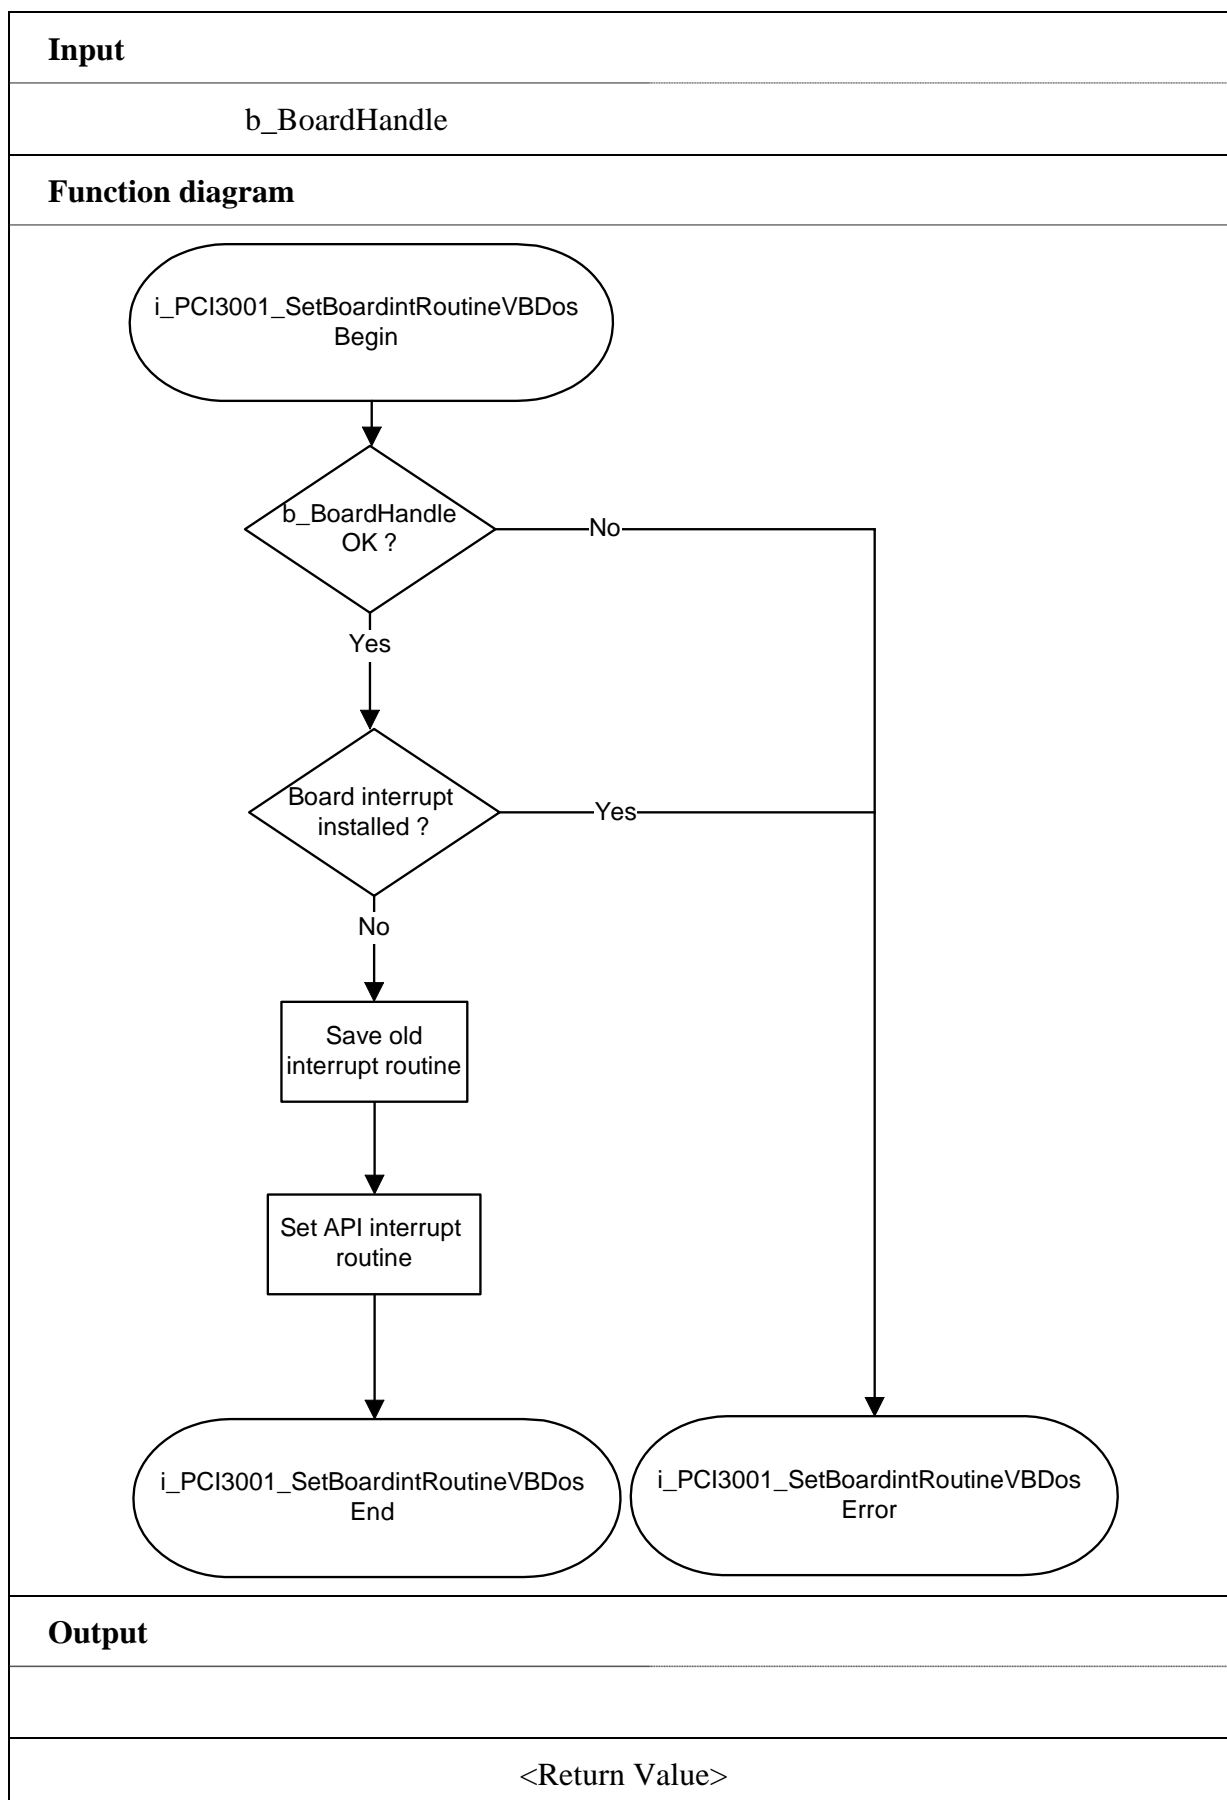 Input
b_BoardHandle
Function diagram
i_PCI3001_SetBoardintRoutineVBDos
Begin
b_BoardHandle
OK ?
No
Yes
Board interrupt
installed ?
Yes
No
Save old
interrupt routine
Set API interrupt
routine
i_PCI3001_SetBoardintRoutineVBDos
End
i_PCI3001_SetBoardintRoutineVBDos
Error
Output
<Return Value>